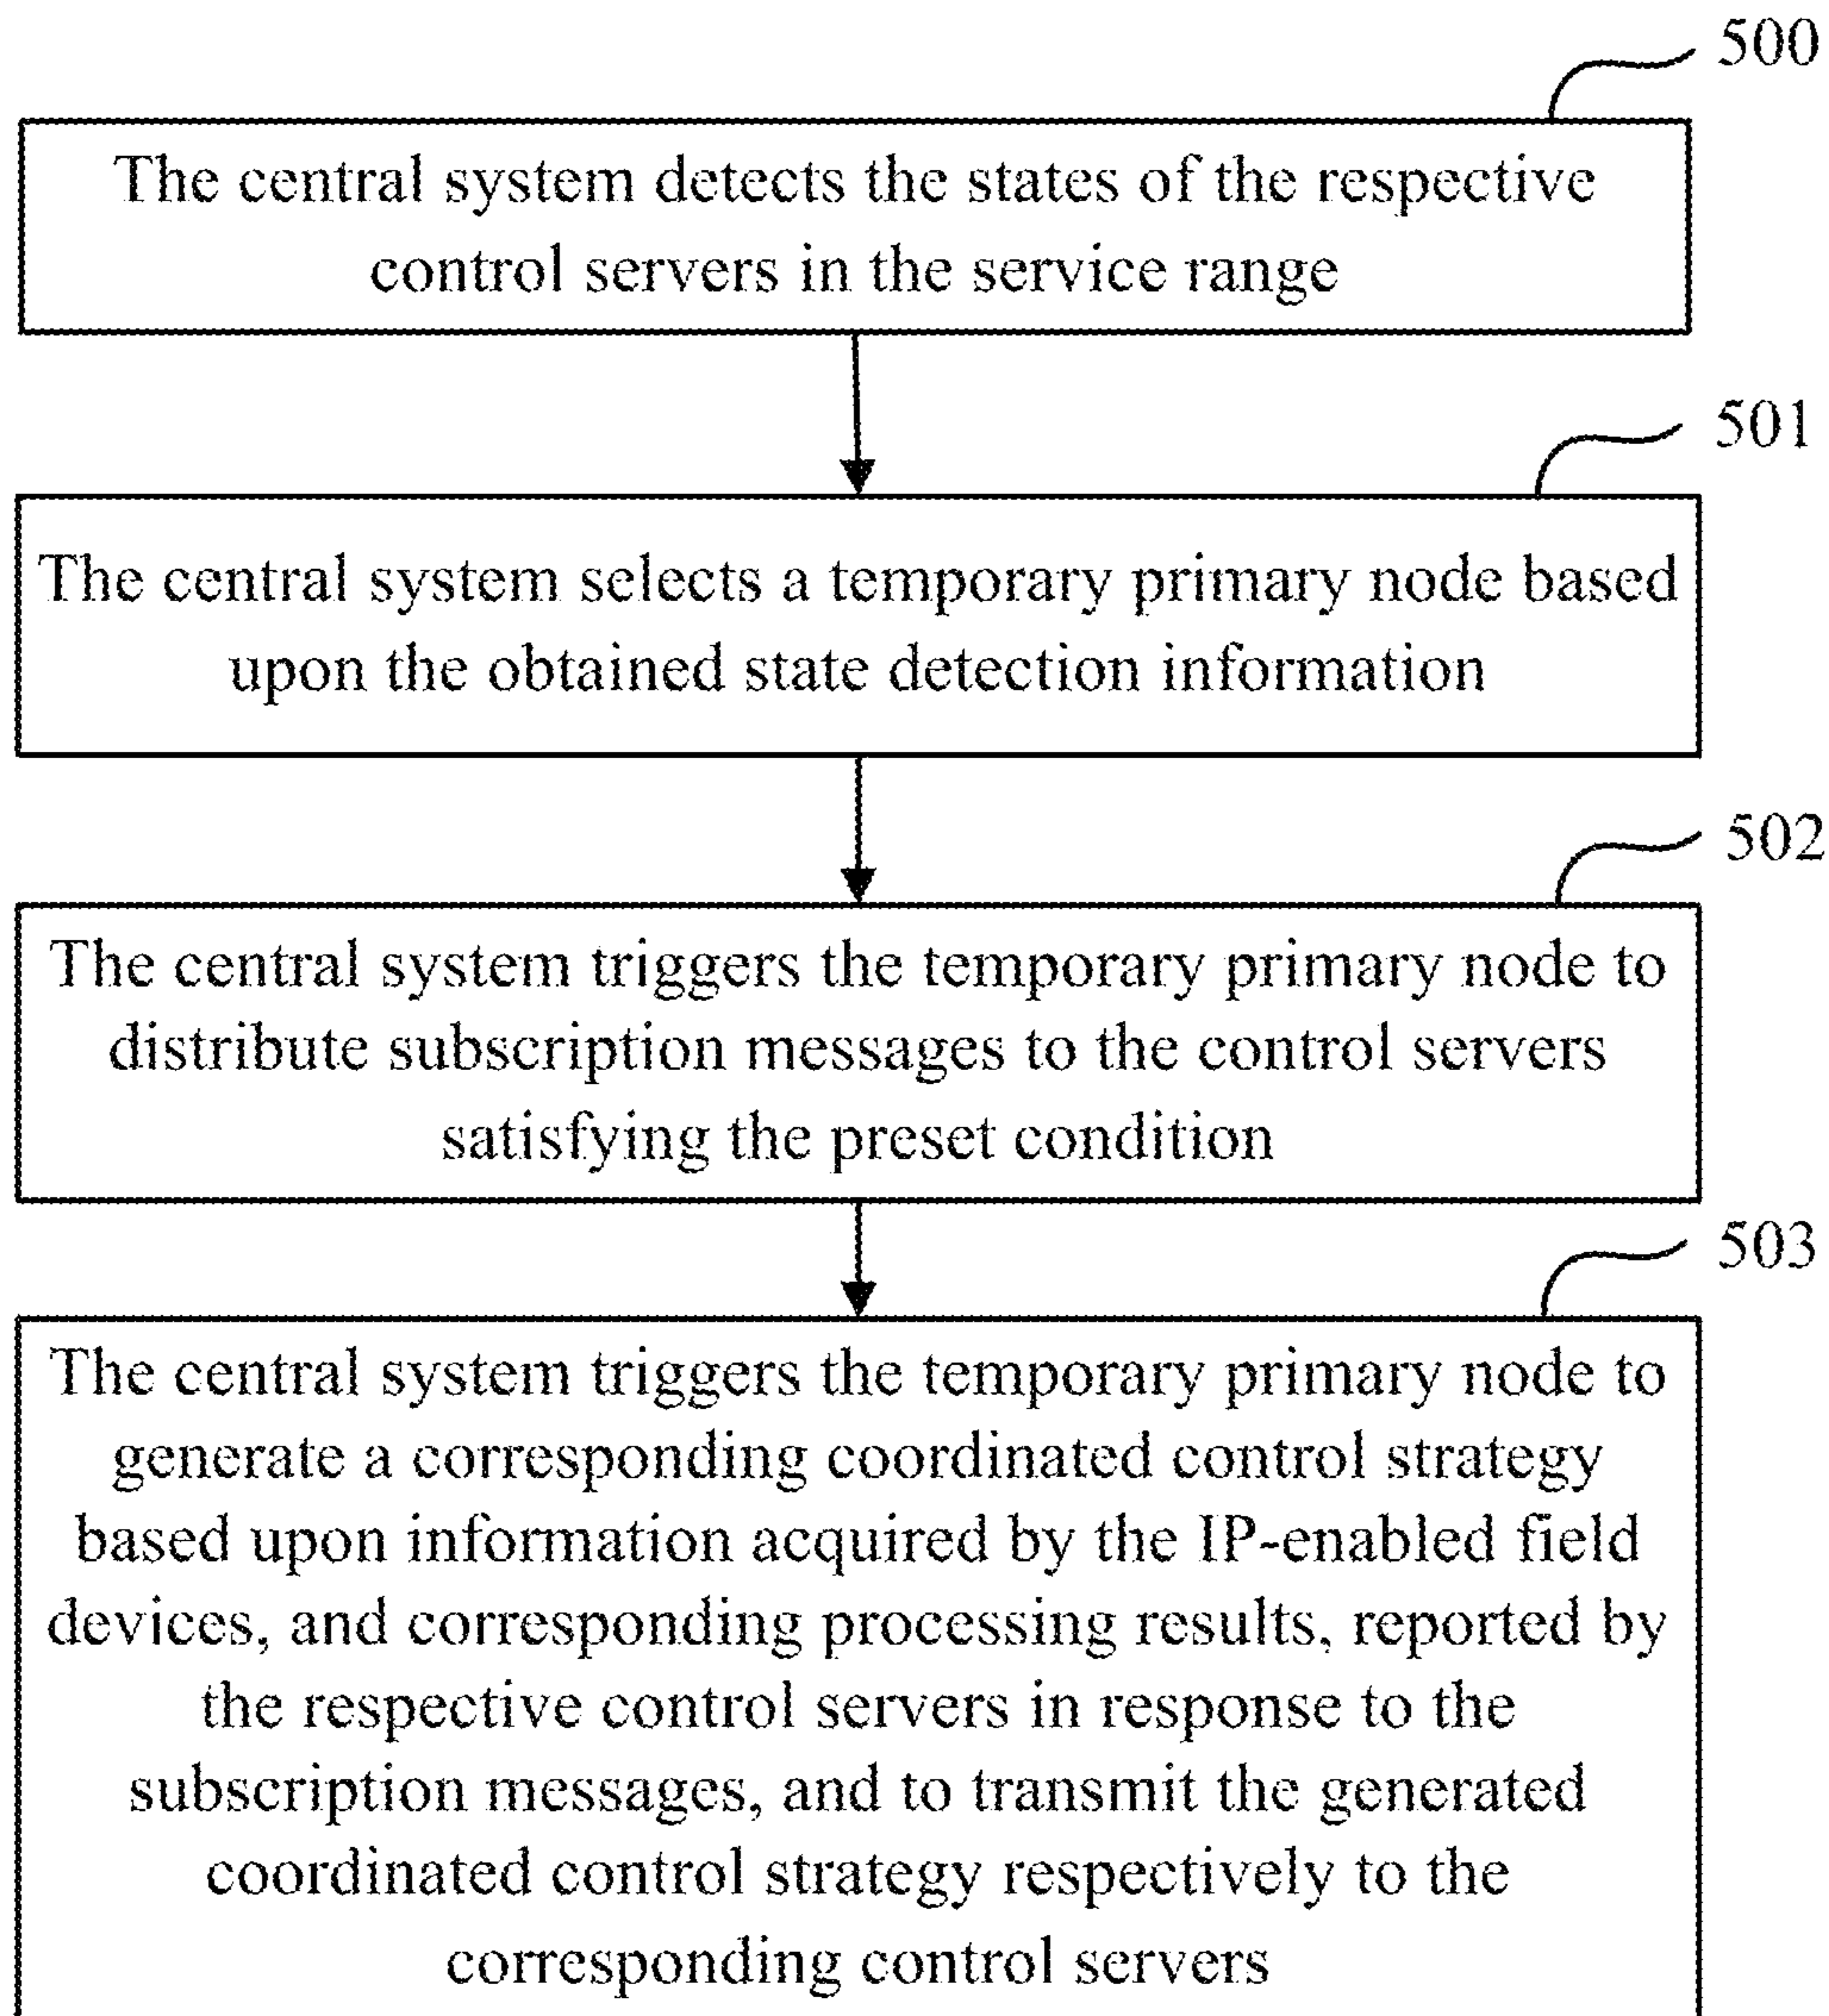 500
The central system detects the states of the respective
control servers in the service range
501
The central system selects a temporary primary node based
upon the obtained state detection information
502
The central system triggers the temporary primary node to
distribute subscription messages to the control servers
satisfying the preset condition
503
The central system triggers the temporary primary node to
generate a corresponding coordinated control strategy
based upon information acquired by the IP-enabled field
devices, and corresponding processing results, reported by
the respective control servers in response to the
subscription messages, and to transmit the generated
coordinated control strategy respectively to the
corresponding control servers